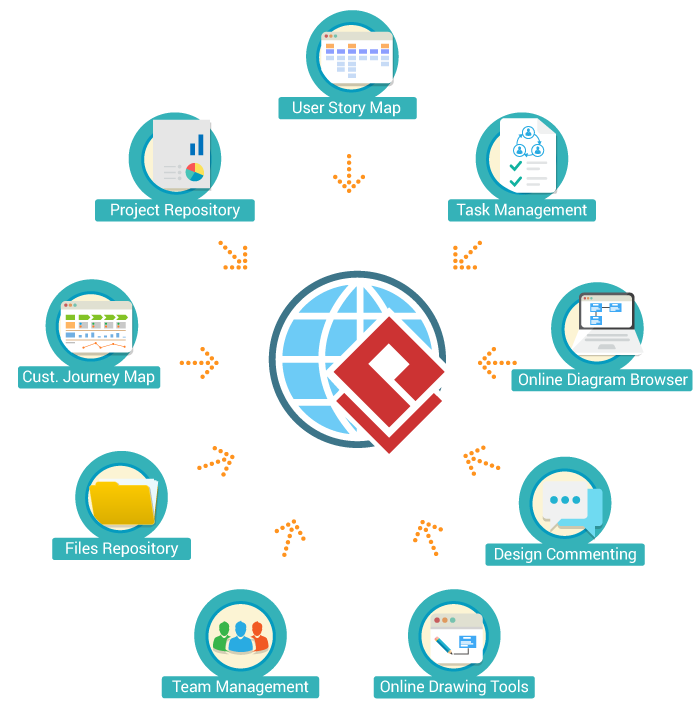 User Story Map
Project Repository
Task Management
Cust. Journey Map
Online Diagram Browser
Files Repository
Design Commenting
Team Management
Online Drawing Tools